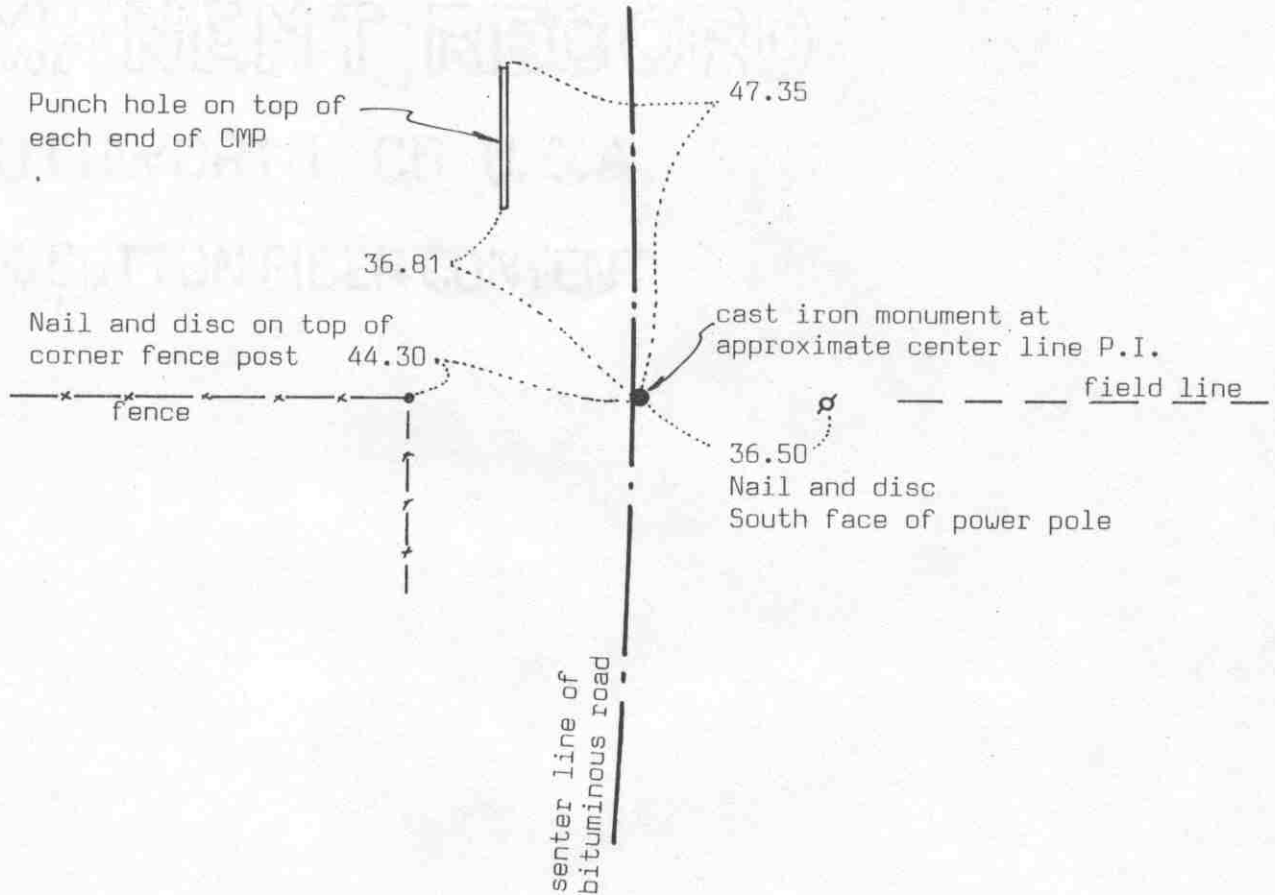 47.35
Punch hole on top of
each end of CMP
36.81
Nail and disc on top of
corner fence post 44.30
cast iron monument at
approximate center line P.I.
field line
fence
36.50
Nail and disc
South face of power pole
senter line of
bituminous road